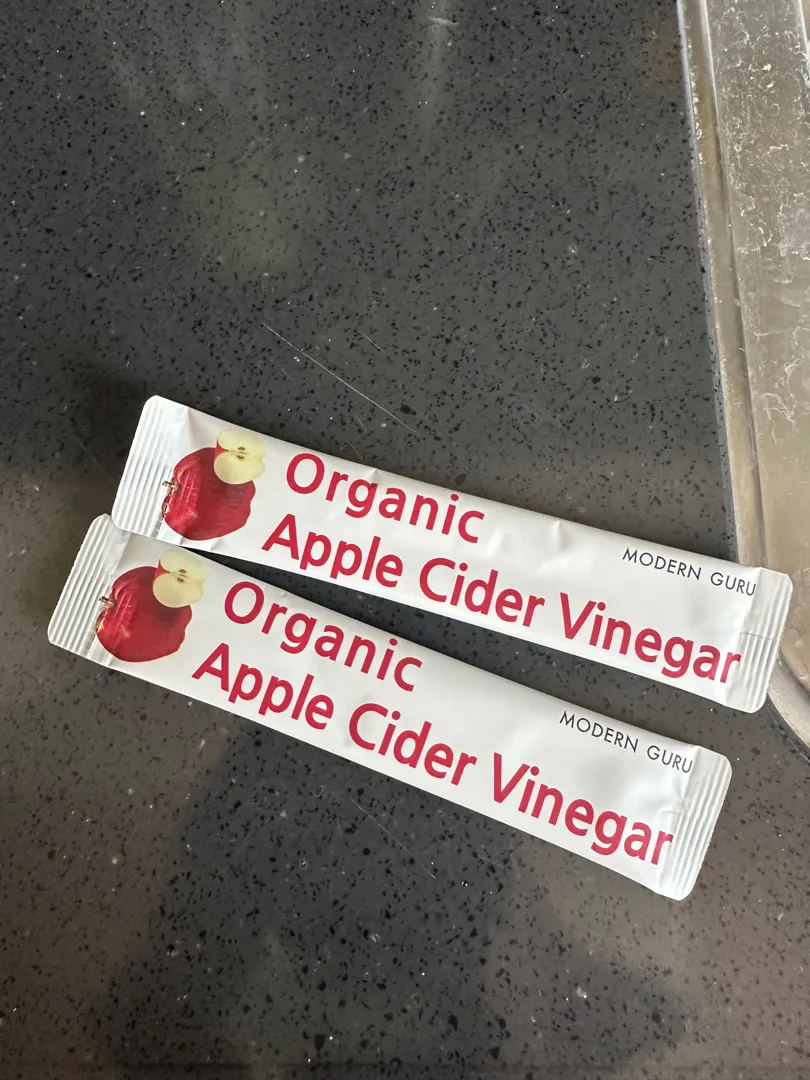 Organic
Apple Cider Vinegar
MODERN GURU
Organic
Apple Cider Vinegar
MODERN GURU